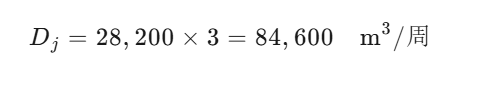 D_j = 28,200 × 3 = 84,600 m³/周